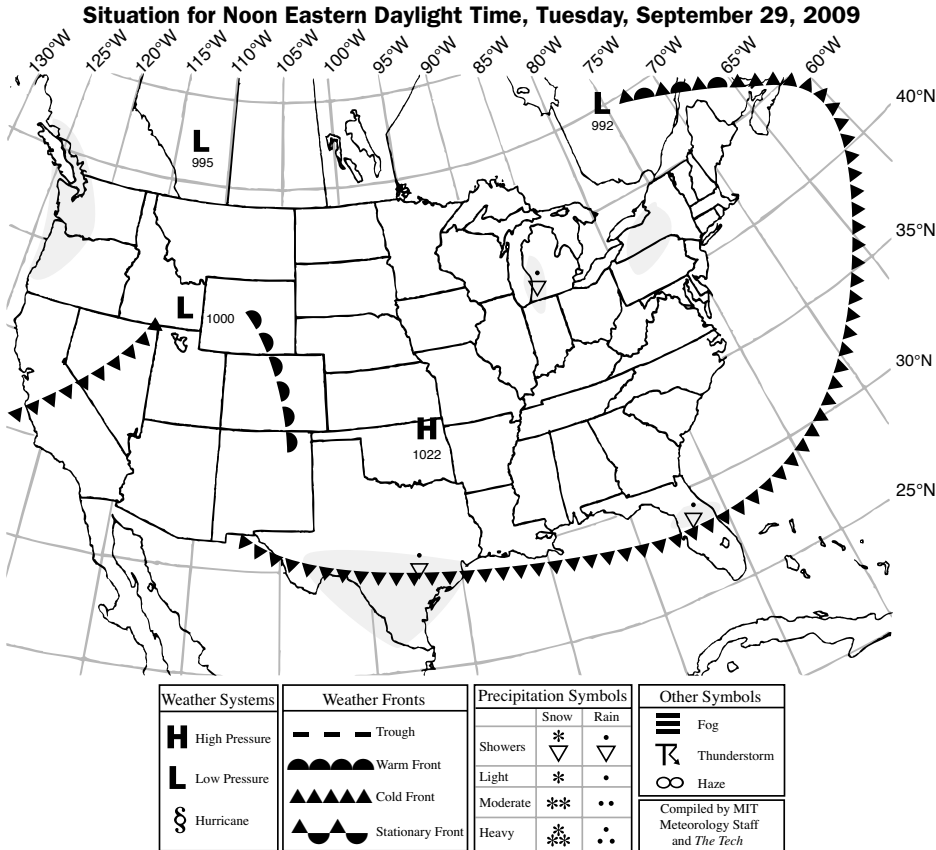 Situation for Noon Eastern Daylight Time, Tuesday, September 29, 2009
130°W
125°W
120°W
115°W
110°W
105°W
100°W
95°W
90°W
85°W
80°W
75°W
70°W
65°W
60°W
40°N
35°N
30°N
25°N
L
992
L
995
L
1000
H
1022
Weather Systems
H High Pressure
L Low Pressure
Hurricane
Weather Fronts
Trough
Warm Front
Cold Front
Stationary Front
Precipitation Symbols
Snow Rain
Showers
Light
Moderate
Heavy
Other Symbols
Fog
Thunderstorm
Haze
Compiled by MIT
Meteorology Staff
and The Tech